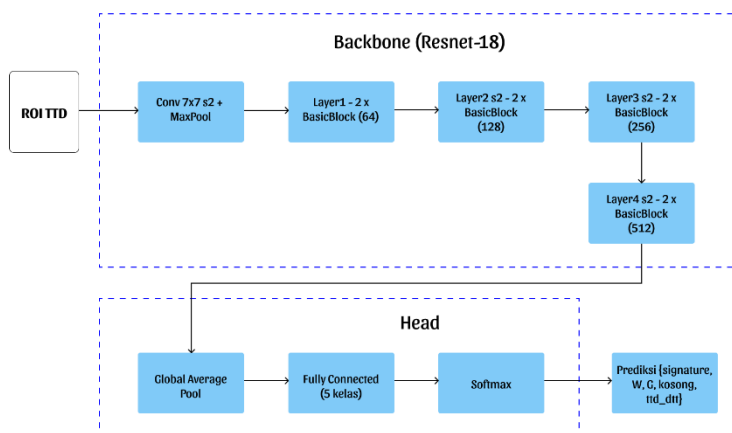 Backbone (Resnet-18)
ROI TTD
Conv 7x7 s2 +
MaxPool
Layer1 - 2 x
BasicBlock (64)
Layer2 s2 - 2 x
BasicBlock
(128)
Layer3 s2 - 2 x
BasicBlock
(256)
Layer4 s2 - 2 x
BasicBlock
(512)
Head
Global Average
Pool
Fully Connected
(5 kelas)
Softmax
Prediksi {signature,
W, G, kosong,
ttd_dtt}